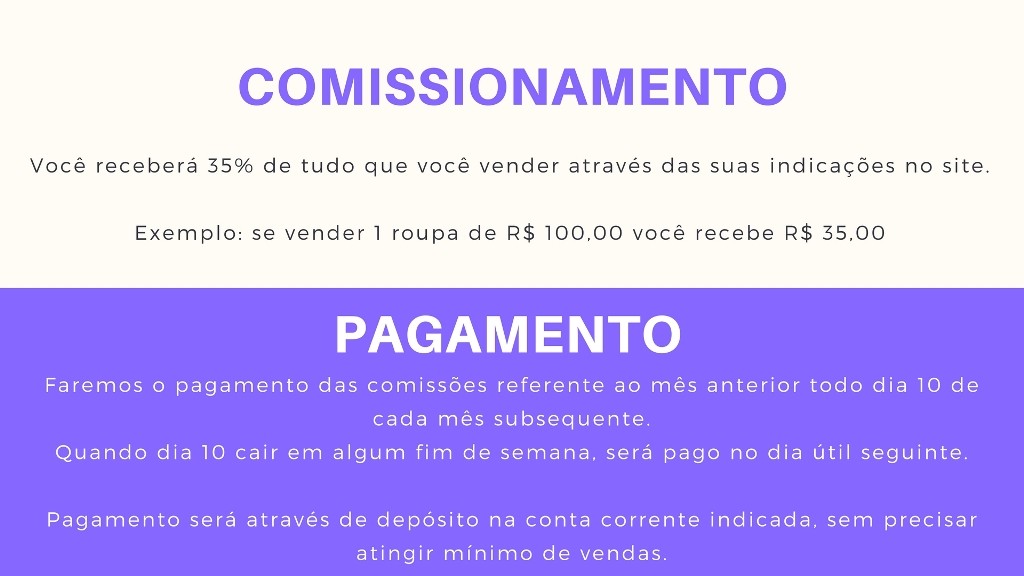 COMISSIONAMENTO
Você receberá 35% de tudo que você vender através das suas indicações no site.
Exemplo: se vender 1 roupa de R$ 100,00 você recebe R$ 35,00
PAGAMENTO
Faremos o pagamento das comissões referente ao mês anterior todo dia 10 de
cada mês subsequente.
Quando dia 10 cair em algum fim de semana, será pago no dia útil seguinte.
Pagamento será através de depósito na conta corrente indicada, sem precisar
atingir mínimo de vendas.